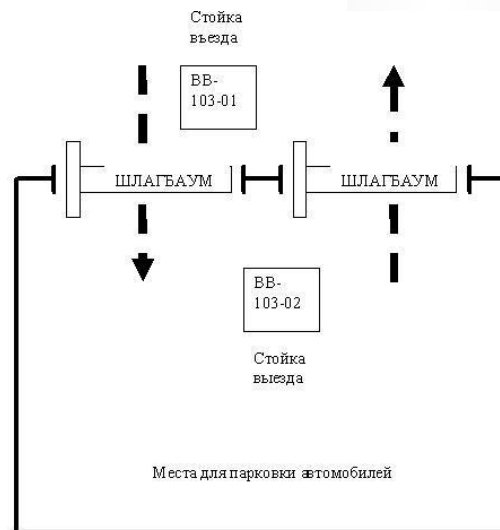 Стойка
въезда
ВВ-
103-01
ШЛАГБАУМ
ШЛАГБАУМ
ВВ-
103-02
Стойка
выезда
Места для парковки автомобилей